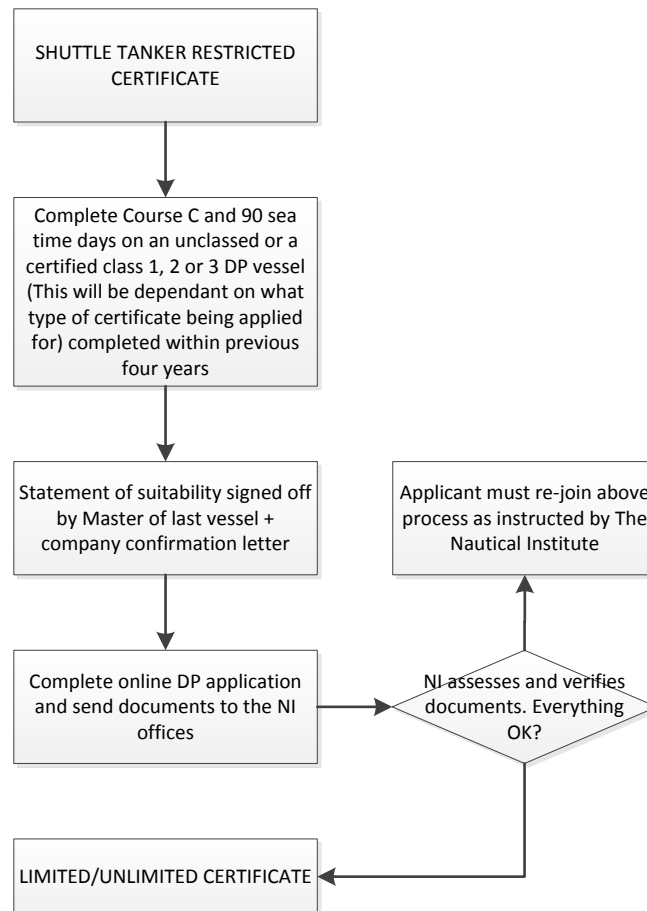 SHUTTLE TANKER RESTRICTED
CERTIFICATE
Complete Course C and 90 sea
time days on an unclassed or a
certified class 1, 2 or 3 DP vessel
(This will be dependant on what
type of certificate being applied
for) completed within previous
four years
Statement of suitability signed off
by Master of last vessel +
company confirmation letter
Applicant must re-join above
process as instructed by The
Nautical Institute
Complete online DP application
and send documents to the NI
offices
NI assesses and verifies
documents. Everything
OK?
LIMITED/UNLIMITED CERTIFICATE